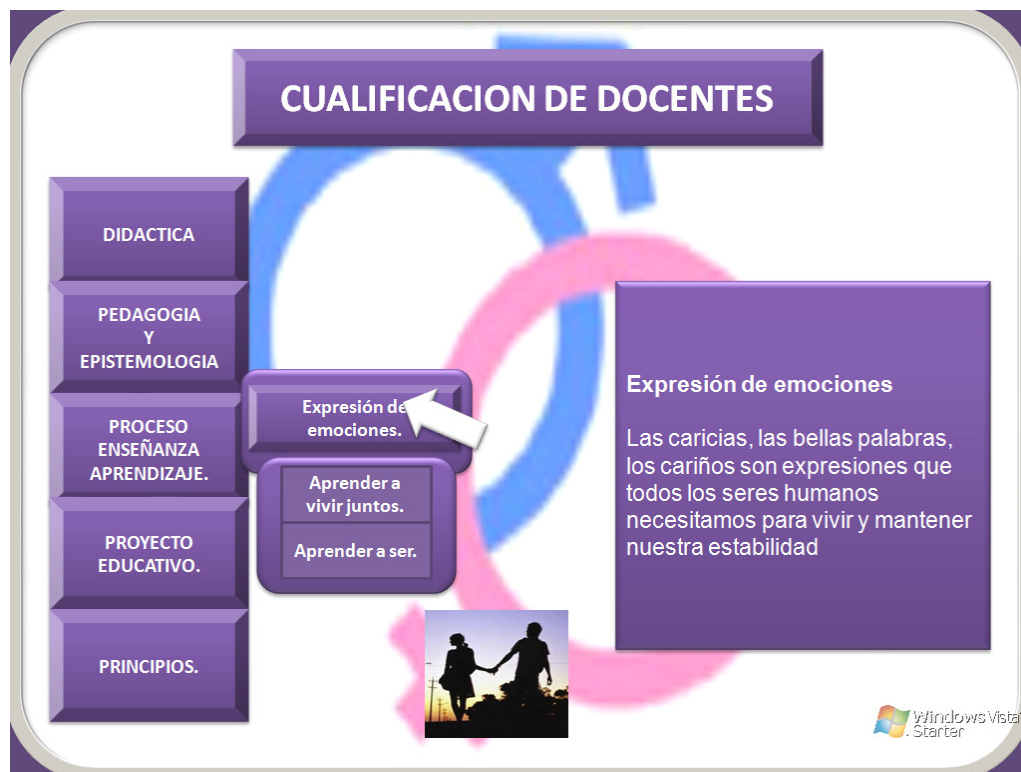 CUALIFICACION DE DOCENTES
DIDACTICA
PEDAGOGIA
Y
EPISTEMOLOGIA
PROCESO
ENSEÑANZA
APRENDIZAJE.
PROYECTO
EDUCATIVO.
PRINCIPIOS.
Expresión de
emociones.
Aprender a
vivir juntos.
Aprender a ser.
Expresión de emociones
Las caricias, las bellas palabras,
los cariños son expresiones que
todos los seres humanos
necesitamos para vivir y mantener
nuestra estabilidad
Windows Vista
Starter